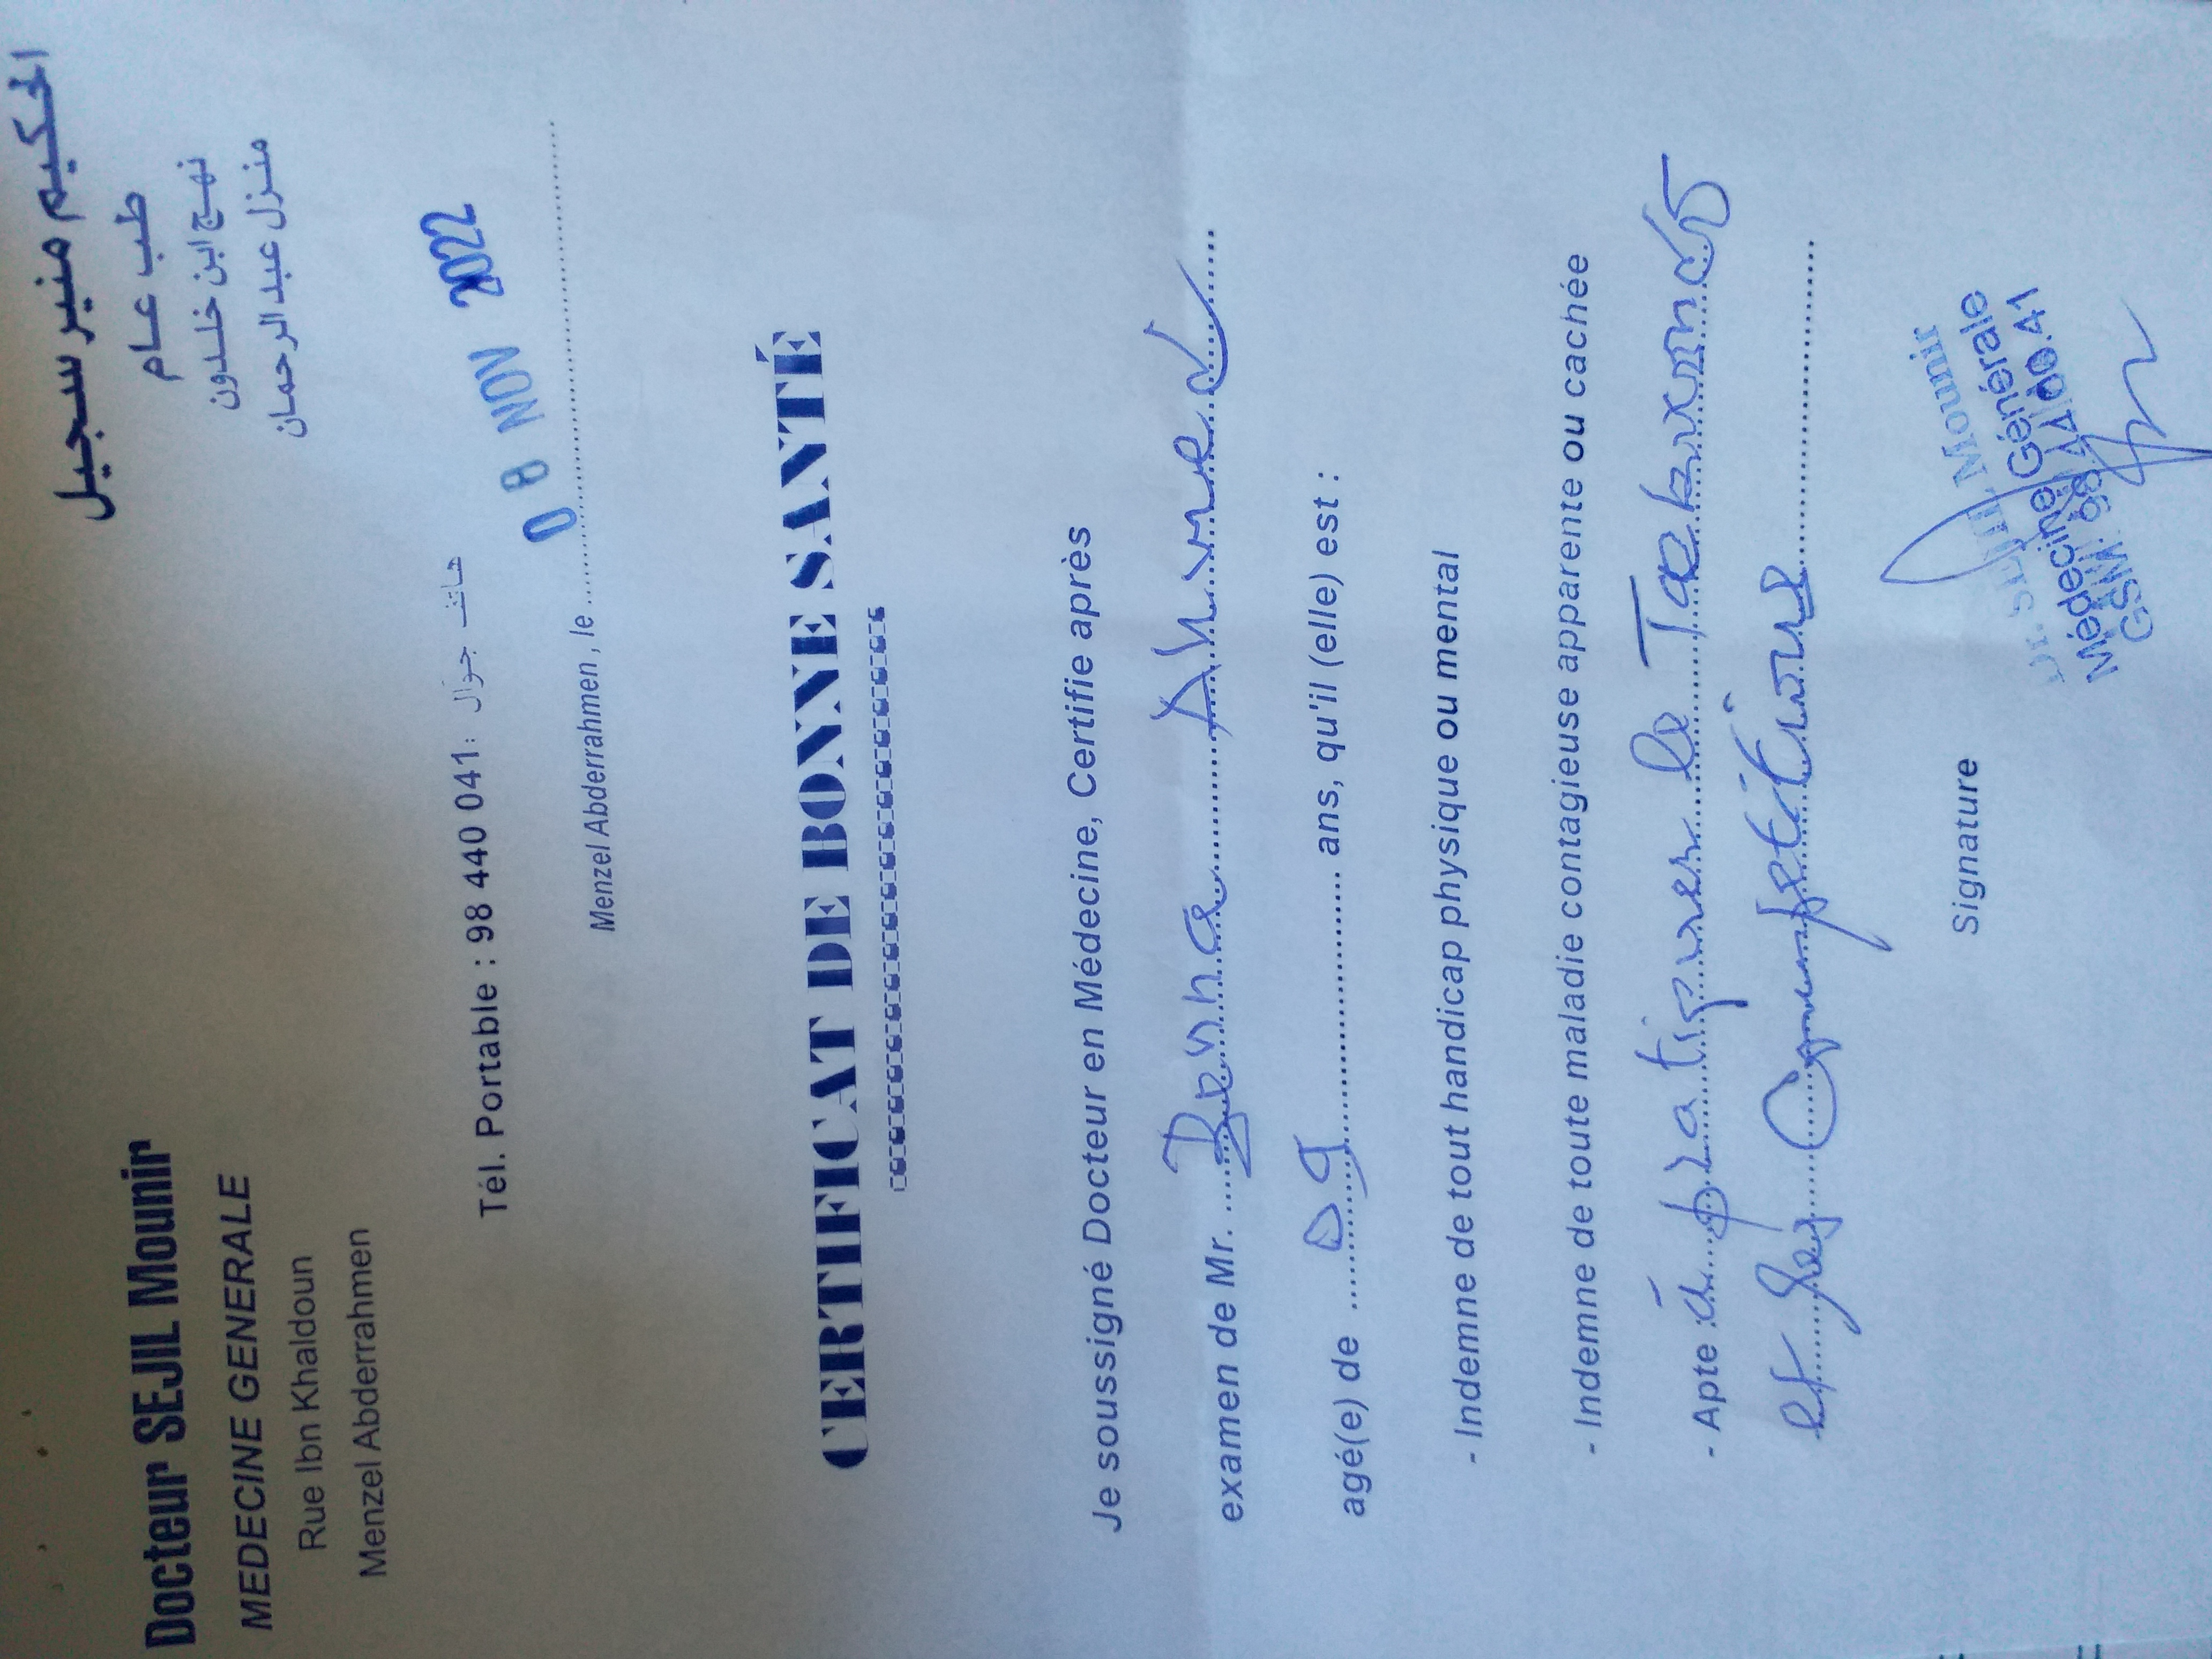 Docteur SEJIL Mounir
MEDECINE GENERALE
Rue Ibn Khaldoun
Menzel Abderrahmen
الحكيم منير سجيل
طب عام
نهج ابن خلدون
منزل عبد الرحمان
Tél. Portable : 98 440 041 : هاتف جوال
Menzel Abderrahmen , le 08 NOV 2022
CERTIFICAT DE BONNE SANTÉ
Je soussigné Docteur en Médecine, Certifie après
examen de Mr. Ahmed
agé(e) de 09 ans, qu'il (elle) est :
- Indemne de tout handicap physique ou mental
- Indemne de toute maladie contagieuse apparente ou cachée
- Apte : à pratiquer le Taekwondo
et les Compétitions
Signature
Dr. SEJIL Mounir
Médecine Générale
GSM: 98.44.00.41